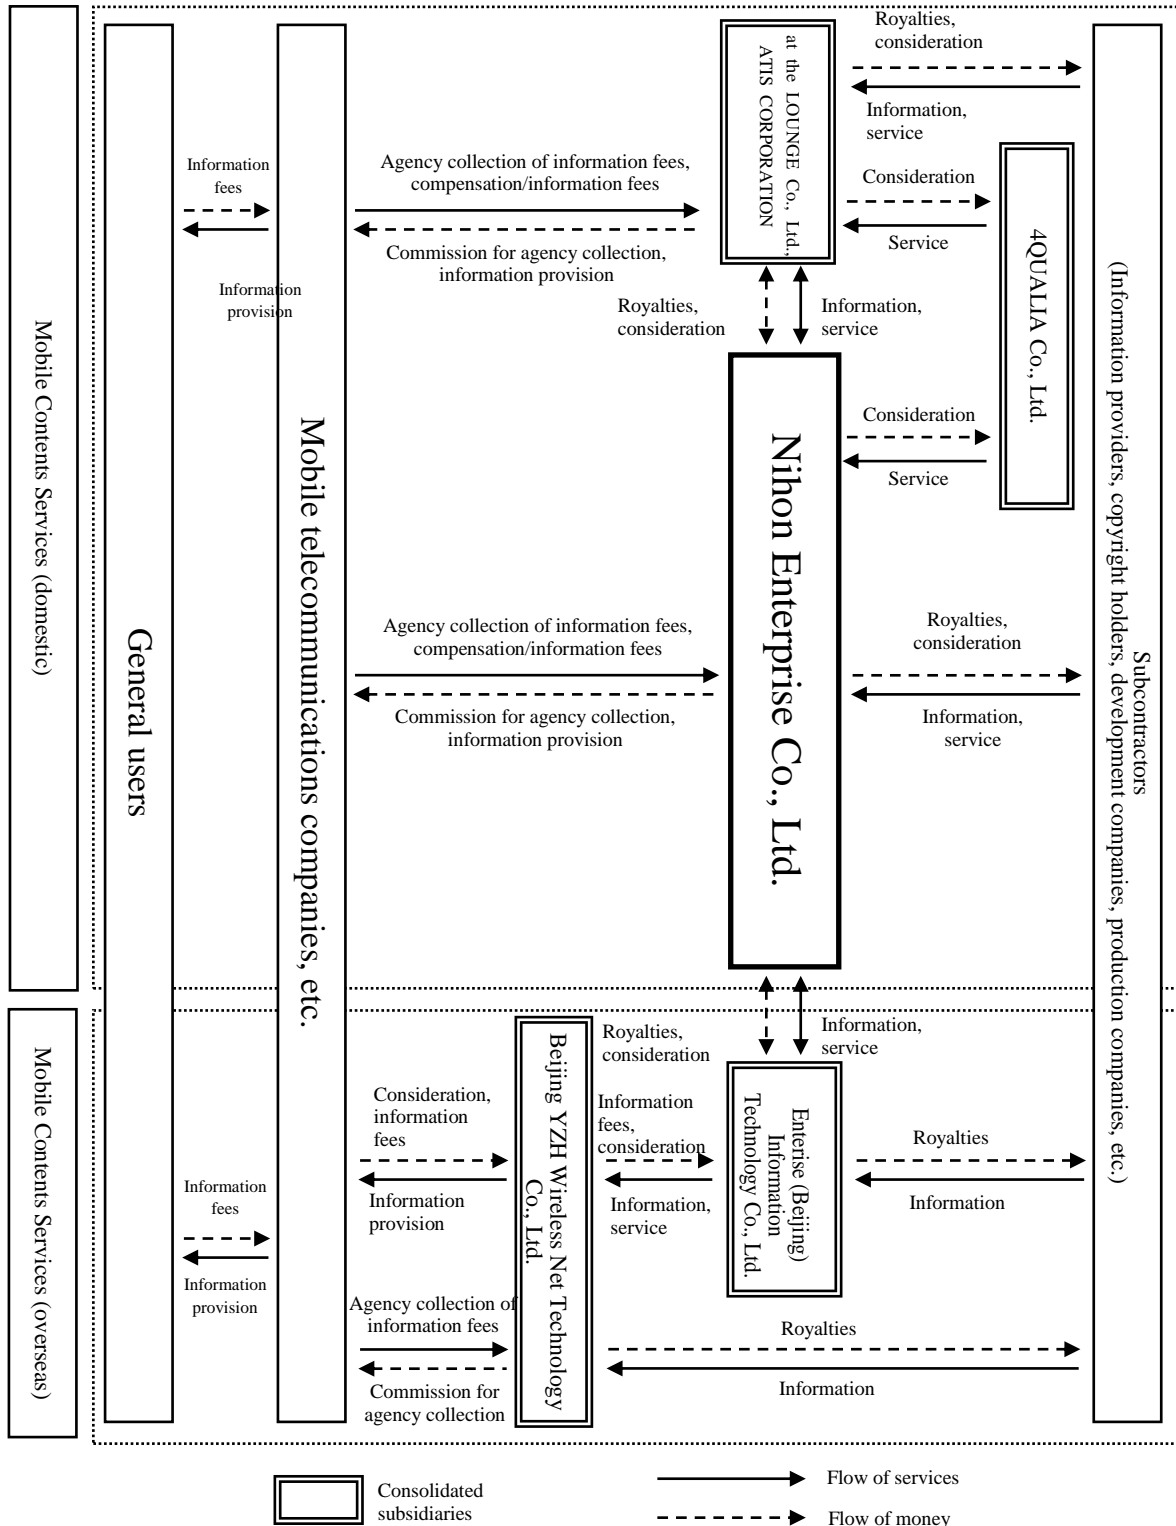 Mobile Contents Services (domestic)
Mobile Contents Services (overseas)
General users
Mobile telecommunications companies, etc.
Information
fees
Information
provision
Agency collection of information fees,
compensation/information fees
Commission for agency collection,
information provision
at the LOUNGE Co., Ltd.,
ATIS CORPORATION
Royalties,
consideration
Information,
service
Consideration
Service
4QUALIA Co., Ltd.
Royalties,
consideration
Information,
service
Nihon Enterprise Co., Ltd.
Consideration
Service
Agency collection of information fees,
compensation/information fees
Commission for agency collection,
information provision
Royalties,
consideration
Information,
service
Subcontractors
(Information providers, copyright holders, development companies, production companies, etc.)
Royalties,
consideration
Information,
service
Beijing YZH Wireless Net Technology
Co., Ltd.
Enterise (Beijing)
Information
Technology Co., Ltd.
Consideration,
information
fees
Information
provision
Information
fees,
consideration
Information,
service
Royalties
Information
Information
fees
Information
provision
Agency collection of
information fees
Commission for
agency collection
Royalties
Information
Consolidated
subsidiaries
Flow of services
Flow of money